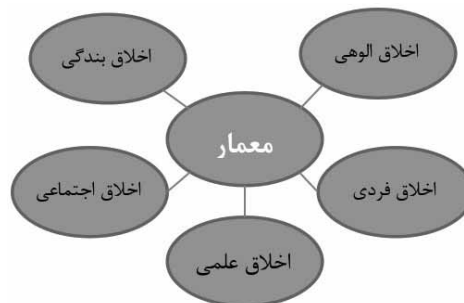 اخلاق الوهی
اخلاق بندگی
معمار
اخلاق فردی
اخلاق اجتماعی
اخلاق علمی